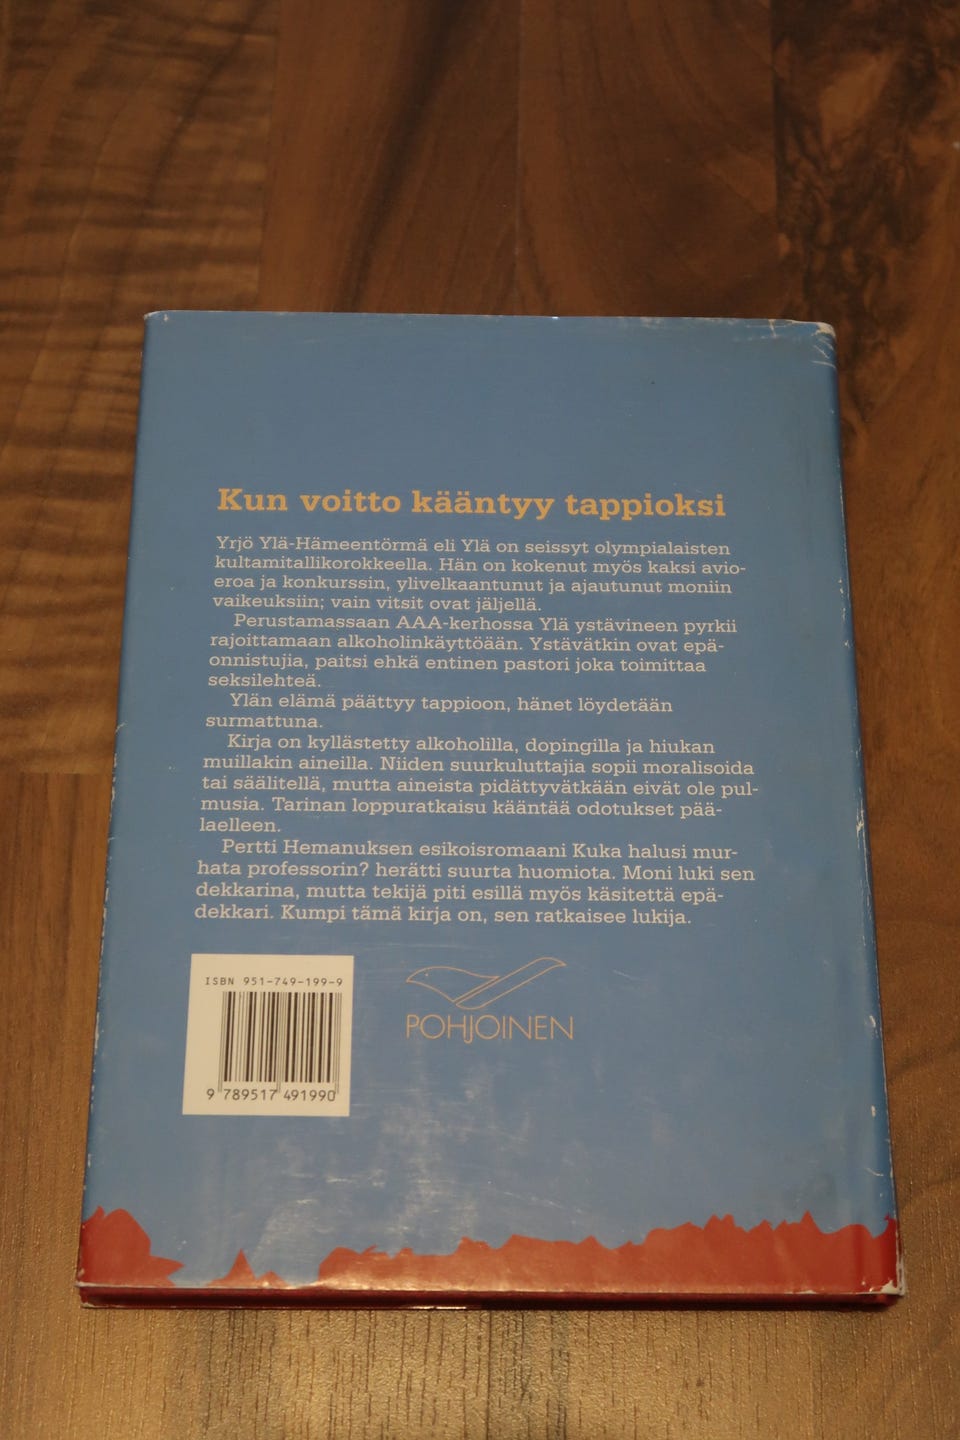 Kun voitto kääntyy tappioksi
Yrjö Ylä-Hämeentörmä eli Ylä on seissyt olympialaisten
kultamitallikorokkeella. Hän on kokenut myös kaksi avio-
eroa ja konkurssin, ylivelkaantunut ja ajautunut moniin
vaikeuksiin; vain vitsit ovat jäljellä.
Perustamassaan AAA-kerhossa Ylä ystävineen pyrkii
rajoittamaan alkoholinkäyttöään. Ystävätkin ovat epä-
onnistujia, paitsi ehkä entinen pastori joka toimittaa
seksilehteä.
Ylän elämä päättyy tappioon, hänet löydetään
surmattuna.
Kirja on kyllästetty alkoholilla, dopingilla ja hiukan
muillakin aineilla. Niiden suurkuluttajia sopii moralisoida
tai säälitellä, mutta aineista pidättyvätkään eivät ole pul-
musia. Tarinan loppuratkaisu kääntää odotukset pää-
laelleen.
Pertti Hemanuksen esikoisromaani Kuka halusi mur-
hata professorin? herätti suurta huomiota. Moni luki sen
dekkarina, mutta tekijä piti esillä myös käsitettä epä-
dekkari. Kumpi tämä kirja on, sen ratkaisee lukija.
ISBN 951-749-199-9
9 789517 491990
POHJOINEN